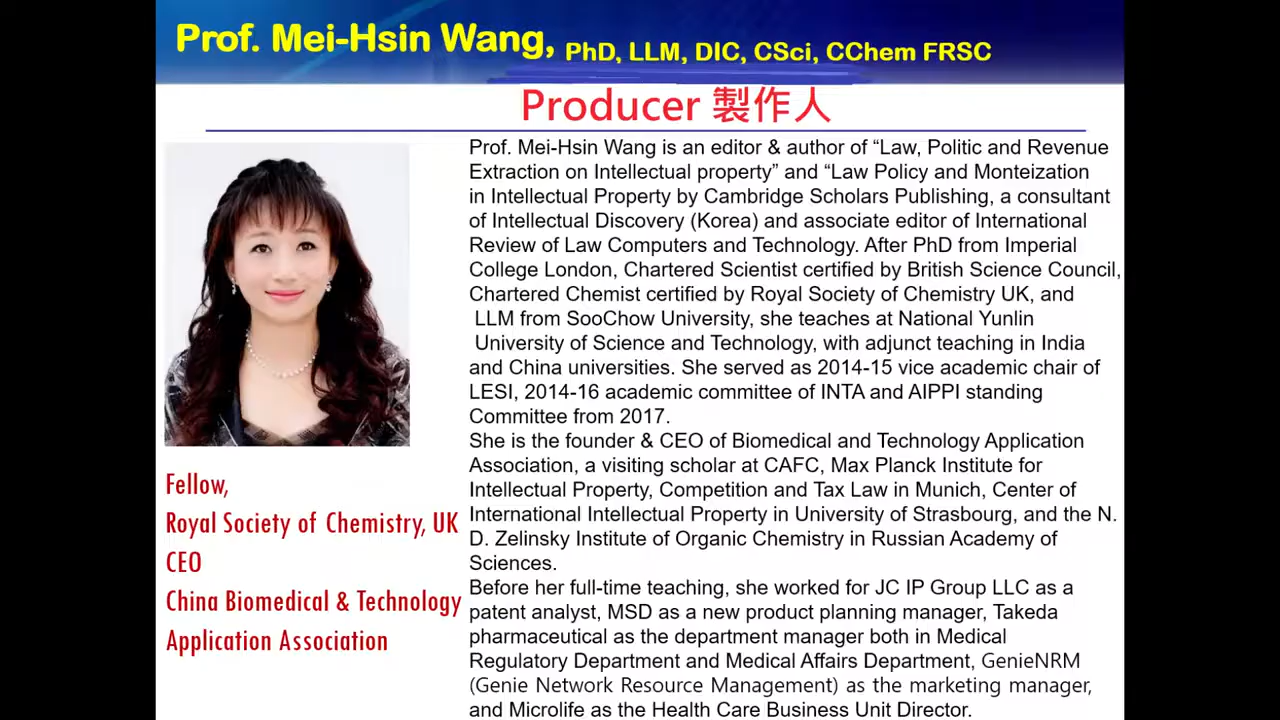 Prof. Mei-Hsin Wang, PhD, LLM, DIC, CSci, CChem FRSC
Producer 製作人
Prof. Mei-Hsin Wang is an editor & author of “Law, Politic and Revenue
Extraction on Intellectual property” and “Law Policy and Monteization
in Intellectual Property by Cambridge Scholars Publishing, a consultant
of Intellectual Discovery (Korea) and associate editor of International
Review of Law Computers and Technology. After PhD from Imperial
College London, Chartered Scientist certified by British Science Council,
Chartered Chemist certified by Royal Society of Chemistry UK, and
LLM from SooChow University, she teaches at National Yunlin
University of Science and Technology, with adjunct teaching in India
and China universities. She served as 2014-15 vice academic chair of
LESI, 2014-16 academic committee of INTA and AIPPI standing
Committee from 2017.
She is the founder & CEO of Biomedical and Technology Application
Association, a visiting scholar at CAFC, Max Planck Institute for
Intellectual Property, Competition and Tax Law in Munich, Center of
International Intellectual Property in University of Strasbourg, and the N.
D. Zelinsky Institute of Organic Chemistry in Russian Academy of
Sciences.
Before her full-time teaching, she worked for JC IP Group LLC as a
patent analyst, MSD as a new product planning manager, Takeda
pharmaceutical as the department manager both in Medical
Regulatory Department and Medical Affairs Department, GenieNRM
(Genie Network Resource Management) as the marketing manager,
and Microlife as the Health Care Business Unit Director.
Fellow,
Royal Society of Chemistry, UK
CEO
China Biomedical & Technology
Application Association